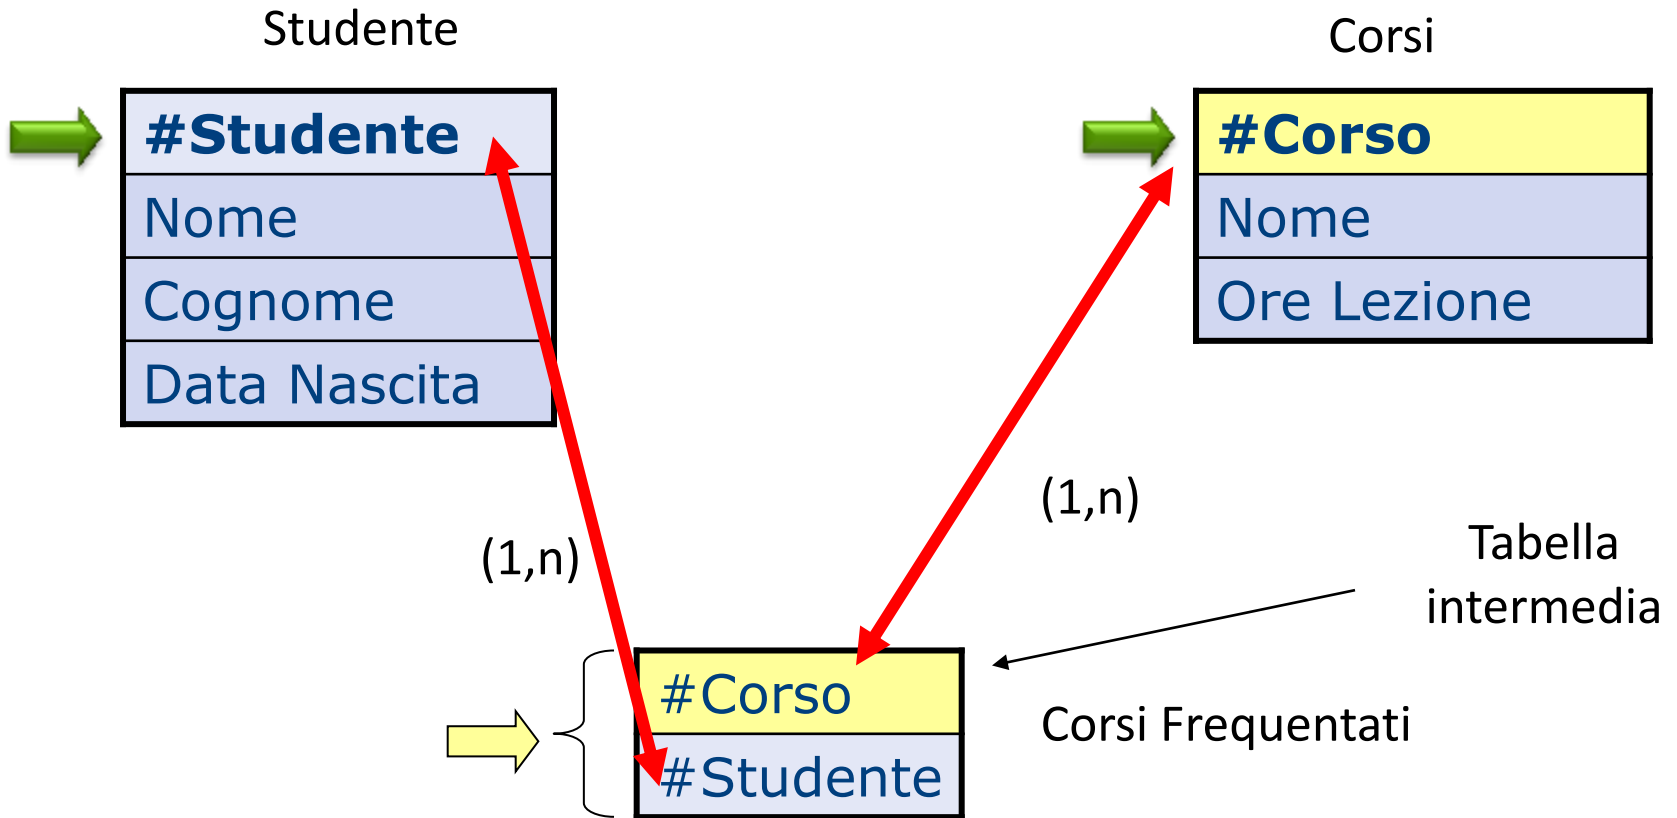 Studente
Corsi
#Studente
Nome
Cognome
Data Nascita
#Corso
Nome
Ore Lezione
(1,n)
(1,n)
Tabella
intermedia
#Corso
#Studente
Corsi Frequentati